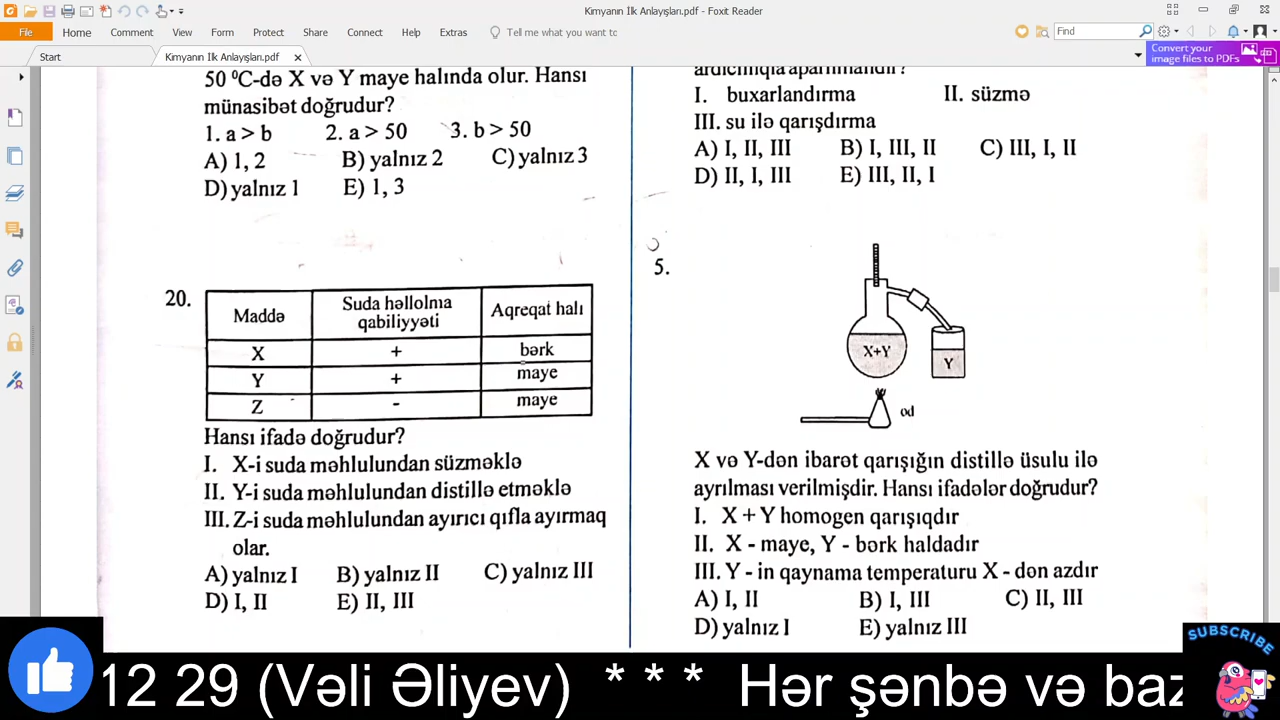 Kimyanın İlk Anlayışları.pdf - Foxit Reader
File Home Comment View Form Protect Share Connect Help Extras Tell me what you want to Find
Start Kimyanın İlk Anlayışları.pdf
Convert your
image files to PDFs
50 ⁰C-də X və Y maye halında olur. Hansı
münasibət doğrudur?
1. a > b 2. a > 50 3. b > 50
A) 1, 2 B) yalnız 2 C) yalnız 3
D) yalnız 1 E) 1, 3
20.
Maddə Suda həllolma qabiliyyəti Aqreqat halı
X + bərk
Y + maye
Z - maye
Hansı ifadə doğrudur?
I. X-i suda məhlulundan süzməklə
II. Y-i suda məhlulundan distillə etməklə
III. Z-i suda məhlulundan ayırıcı qıfla ayırmaq
olar.
A) yalnız I B) yalnız II C) yalnız III
D) I, II E) II, III
ardıcıllıqla aparılmalıdır?
I. buxarlandırma II. süzmə
III. su ilə qarışdırma
A) I, II, III B) I, III, II C) III, I, II
D) II, I, III E) III, II, I
5.
X+Y
Y
od
X və Y-dən ibarət qarışığın distillə üsulu ilə
ayrılması verilmişdir. Hansı ifadələr doğrudur?
I. X + Y homogen qarışıqdır
II. X - maye, Y - bərk haldadır
III. Y - in qaynama temperaturu X - dən azdır
A) I, II B) I, III C) II, III
D) yalnız I E) yalnız III
12 29 (Vəli Əliyev) * * * Hər şənbə və baz
SUBSCRIBE